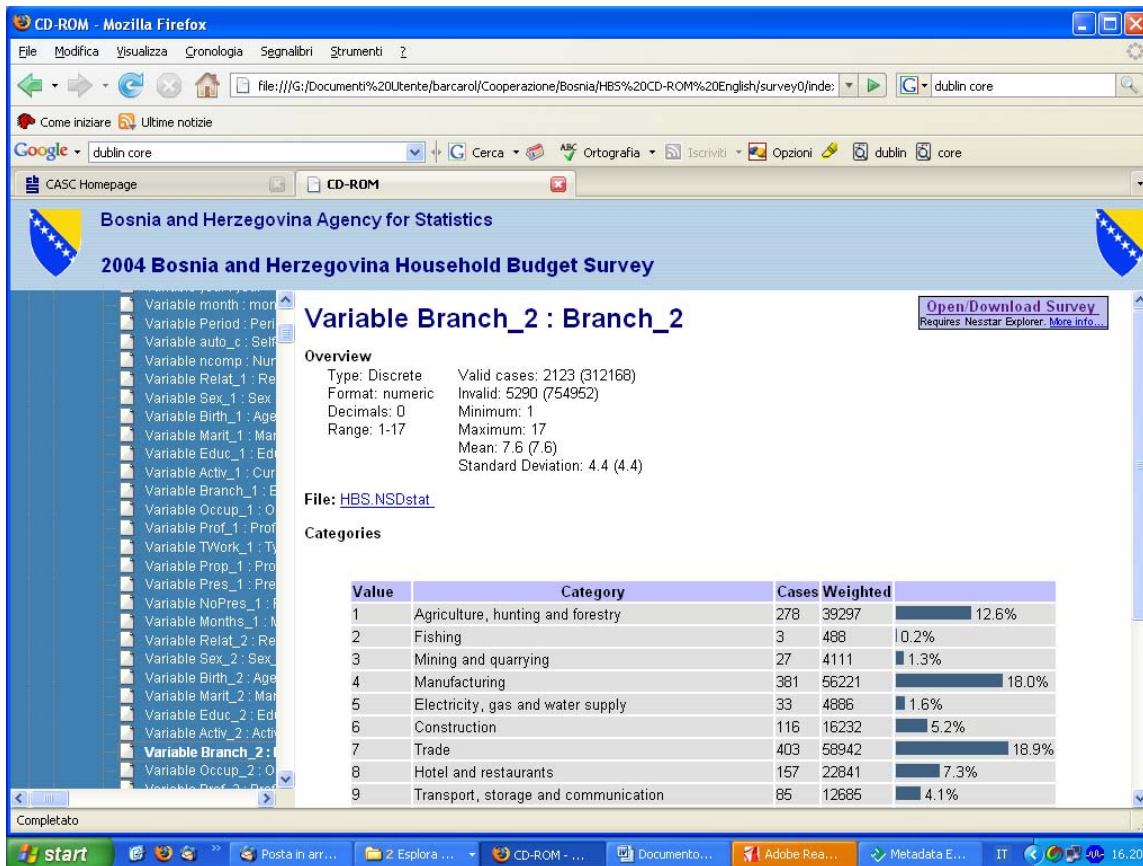 CD-ROM - Mozilla Firefox
File Modifica Visualizza Cronologia Segnalibri Strumenti ?
file:///G:/Documenti%20Utente/barcarol/Cooperazione/Bosnia/HBS%20CD-ROM%20English/survey0/inde: G dublin core
Come iniziare Ultime notizie
Google dublin core G Cerca ABC Ortografia Iscriviti Opzioni dublin core
CASC Homepage CD-ROM
Bosnia and Herzegovina Agency for Statistics
2004 Bosnia and Herzegovina Household Budget Survey
Variable month : mon
Variable Period : Peri
Variable auto_c : Self
Variable ncomp : Nur
Variable Relat_1 : Re
Variable Sex_1 : Sex
Variable Birth_1 : Age
Variable Marit_1 : Mar
Variable Educ_1 : Edu
Variable Activ_1 : Cur
Variable Branch_1 : E
Variable Occup_1 : O
Variable Prof_1 : Prof
Variable TWork_1 : Ty
Variable Prop_1 : Pro
Variable Pres_1 : Pre
Variable NoPres_1 :
Variable Months_1 : M
Variable Relat_2 : Re
Variable Sex_2 : Sex_
Variable Birth_2 : Age
Variable Marit_2 : Mar
Variable Educ_2 : Edu
Variable Activ_2 : Activ
Variable Branch_2 :
Variable Occup_2 : O
Variable Prof_2 : Prof
Variable Branch_2 : Branch_2
Open/Download Survey
Requires Nesstar Explorer. More info...
Overview
Type: Discrete Valid cases: 2123 (312168)
Format: numeric Invalid: 5290 (754952)
Decimals: 0 Minimum: 1
Range: 1-17 Maximum: 17
Mean: 7.6 (7.6)
Standard Deviation: 4.4 (4.4)
File: HBS.NSDstat
Categories
Value Category Cases Weighted
1 Agriculture, hunting and forestry 278 39297 12.6%
2 Fishing 3 488 0.2%
3 Mining and quarrying 27 4111 1.3%
4 Manufacturing 381 56221 18.0%
5 Electricity, gas and water supply 33 4886 1.6%
6 Construction 116 16232 5.2%
7 Trade 403 58942 18.9%
8 Hotel and restaurants 157 22841 7.3%
9 Transport, storage and communication 85 12685 4.1%
Completato
start Posta in arr... 2 Esplora ... CD-ROM - ... Documento... Adobe Rea... Metadata E... IT 16.20